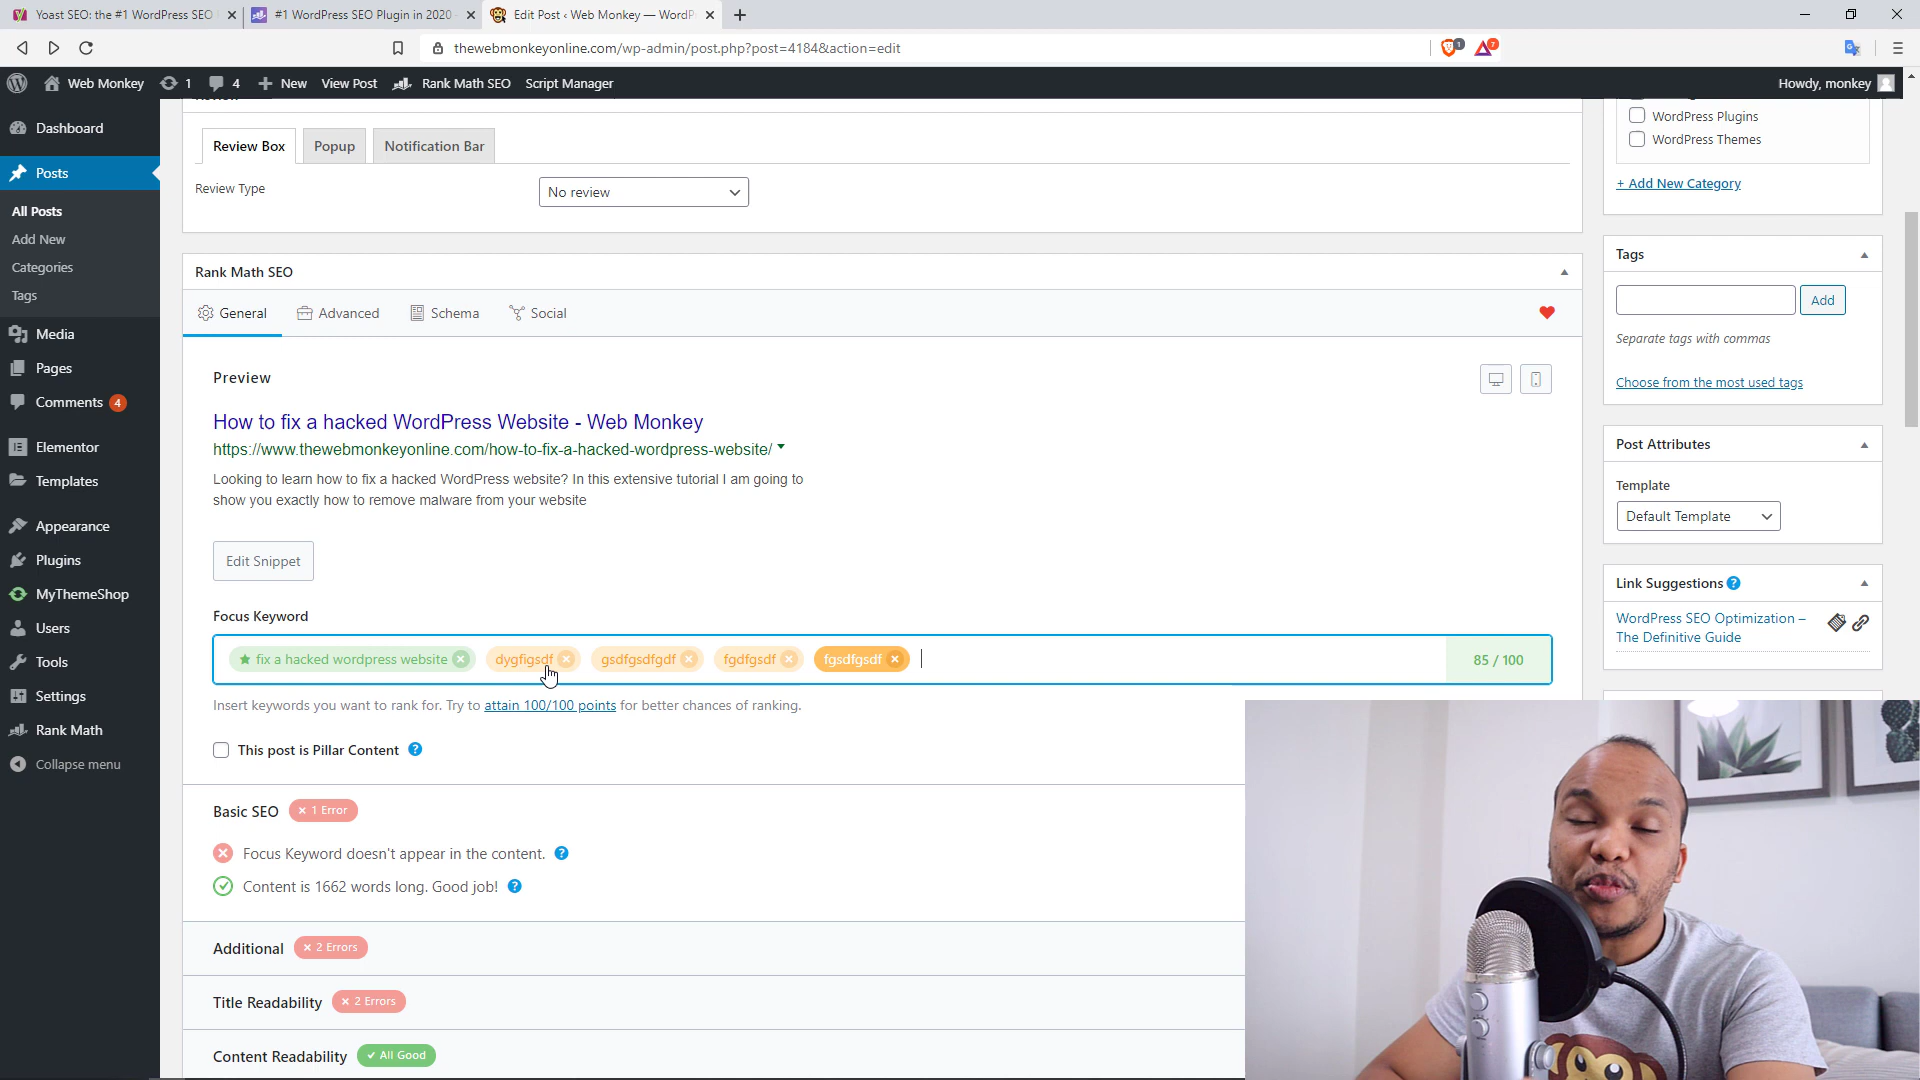 Yoast SEO: the #1 WordPress SEO
#1 WordPress SEO Plugin in 2020
Edit Post ‹ Web Monkey — WordP
thewebmonkeyonline.com/wp-admin/post.php?post=4184&action=edit
1
7
Web Monkey
1
4
New
View Post
Rank Math SEO
Script Manager
Howdy, monkey
Dashboard
Posts
All Posts
Add New
Categories
Tags
Media
Pages
Comments 4
Elementor
Templates
Appearance
Plugins
MyThemeShop
Users
Tools
Settings
Rank Math
Collapse menu
Review Box
Popup
Notification Bar
Review Type
No review
Rank Math SEO
General
Advanced
Schema
Social
Preview
How to fix a hacked WordPress Website - Web Monkey
https://www.thewebmonkeyonline.com/how-to-fix-a-hacked-wordpress-website/
Looking to learn how to fix a hacked WordPress website? In this extensive tutorial I am going to
show you exactly how to remove malware from your website
Edit Snippet
Focus Keyword
fix a hacked wordpress website
dygfigsdf
gsdfgsdfgdf
fgdfgsdf
fgsdfgsdf
85 / 100
Insert keywords you want to rank for. Try to attain 100/100 points for better chances of ranking.
This post is Pillar Content
Basic SEO
1 Error
Focus Keyword doesn't appear in the content.
Content is 1662 words long. Good job!
Additional
2 Errors
Title Readability
2 Errors
Content Readability
All Good
WordPress Plugins
WordPress Themes
+ Add New Category
Tags
Add
Separate tags with commas
Choose from the most used tags
Post Attributes
Template
Default Template
Link Suggestions
WordPress SEO Optimization –
The Definitive Guide